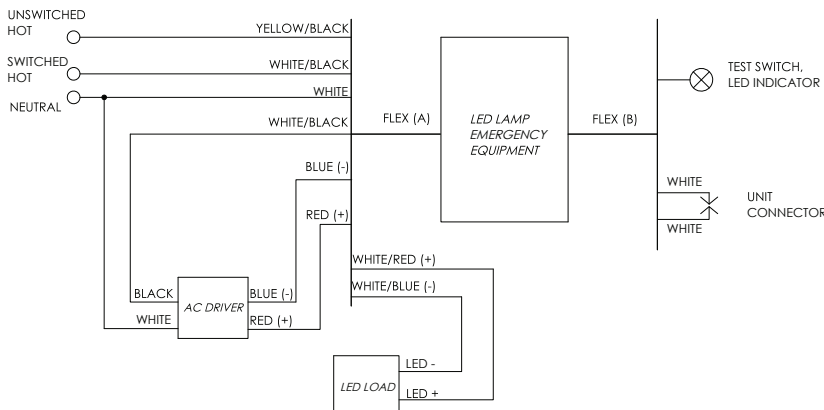 UNSWITCHED
HOT
YELLOW/BLACK
SWITCHED
HOT
WHITE/BLACK
NEUTRAL
WHITE
WHITE/BLACK
BLUE (-)
RED (+)
FLEX (A)
LED LAMP
EMERGENCY
EQUIPMENT
FLEX (B)
TEST SWITCH,
LED INDICATOR
WHITE
WHITE
UNIT
CONNECTOR
WHITE/RED (+)
WHITE/BLUE (-)
BLACK
WHITE
AC DRIVER
BLUE (-)
RED (+)
LED LOAD
LED -
LED +